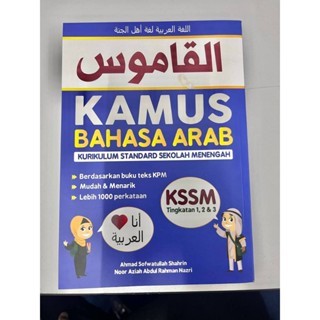 اللغة العربية لغة أهل الجنة
القاموس
KAMUS
BAHASA ARAB
KURIKULUM STANDARD SEKOLAH MENENGAH
Berdasarkan buku teks KPM
Mudah & Menarik
Lebih 1000 perkataan
KSSM
Tingkatan 1, 2 & 3
أنا
العربية
Ahmad Sofwatullah Shahrin
Noor Aziah Abdul Rahman Hazri